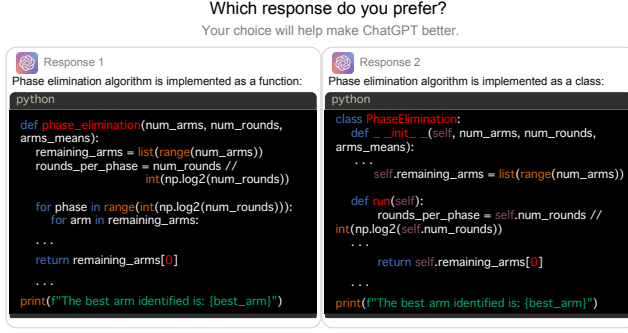 Which response do you prefer?
Your choice will help make ChatGPT better.
Response 1
Phase elimination algorithm is implemented as a function:
python
def phase_elimination(num_arms, num_rounds,
arms_means):
remaining_arms = list(range(num_arms))
rounds_per_phase = num_rounds //
int(np.log2(num_rounds))
for phase in range(int(np.log2(num_rounds))):
for arm in remaining_arms:
. . .
return remaining_arms[0]
. . .
print(f"The best arm identified is: {best_arm}")
Response 2
Phase elimination algorithm is implemented as a class:
python
class PhaseElimination:
def _ _init_ _(self, num_arms, num_rounds,
arms_means):
. . .
self.remaining_arms = list(range(num_arms))
def run(self):
rounds_per_phase = self.num_rounds //
int(np.log2(self.num_rounds))
. . .
return self.remaining_arms[0]
. . .
print(f"The best arm identified is: {best_arm}")